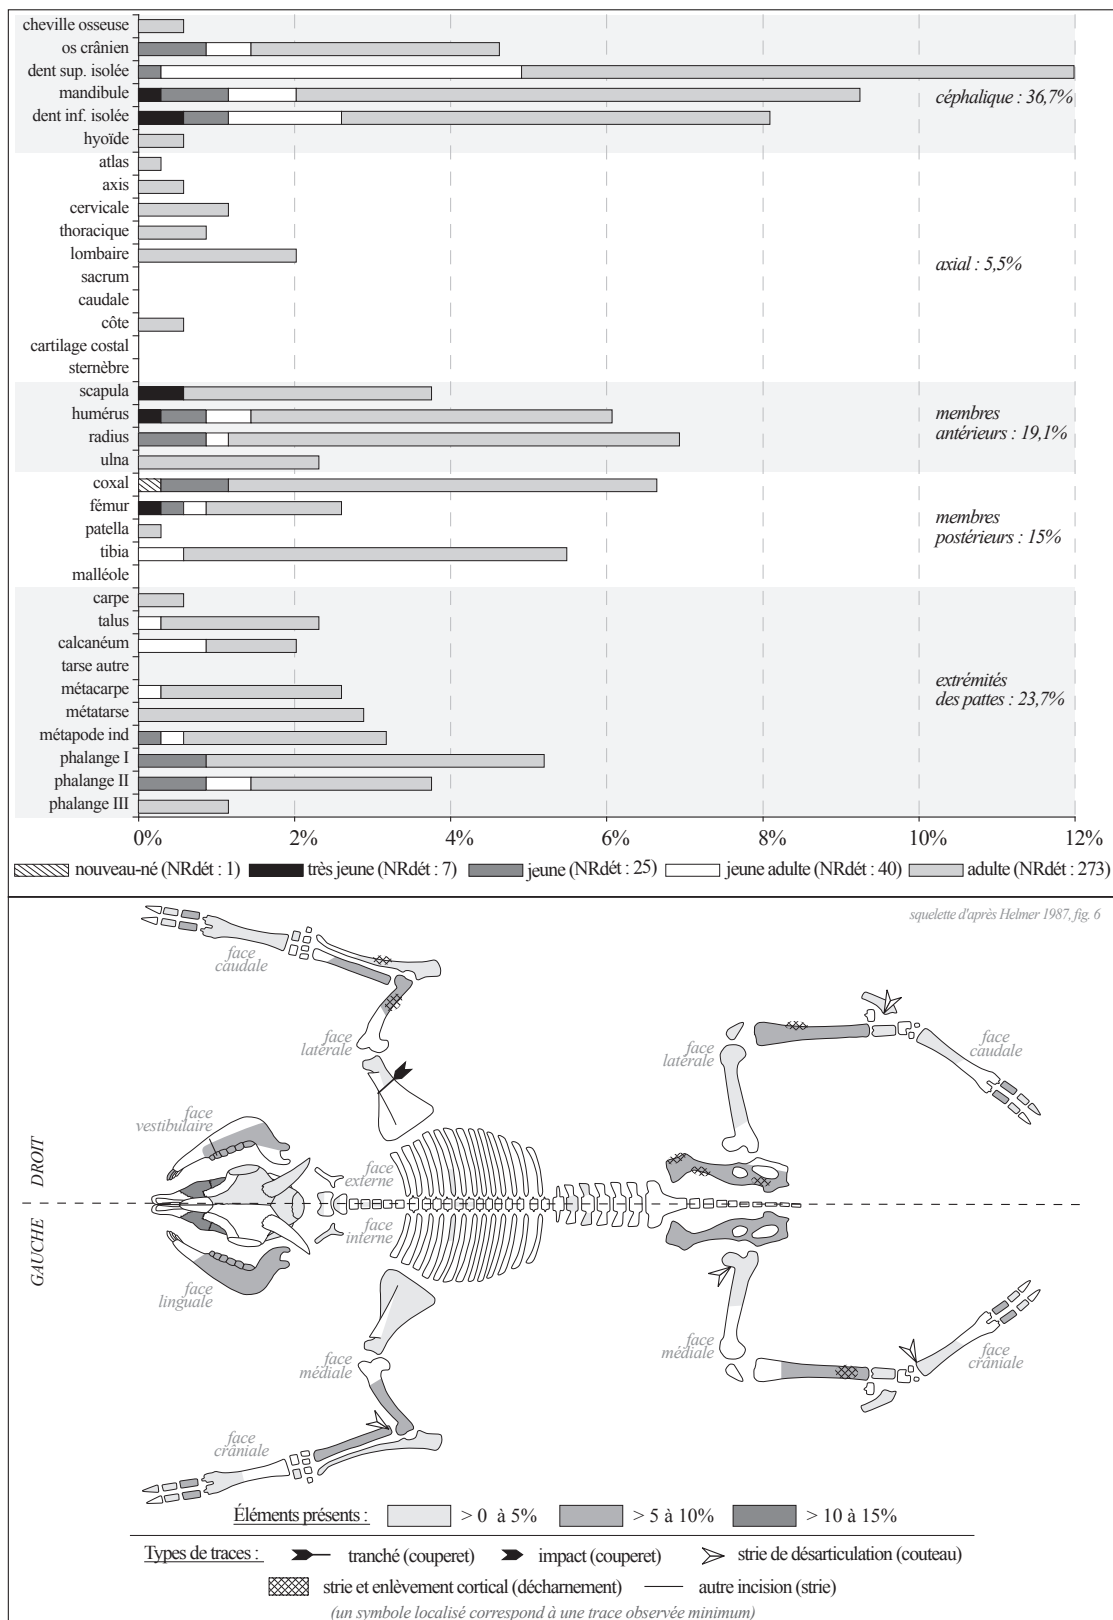 cheville osseuse
os crânien
dent sup. isolée
mandibule
céphalique : 36,7%
dent inf. isolée
hyoïde
atlas
axis
cervicale
thoracique
lombaire
axial : 5,5%
sacrum
caudale
côte
cartilage costal
sternèbre
scapula
humérus
membres
antérieurs : 19,1%
radius
ulna
coxal
fémur
membres
postérieurs : 15%
patella
tibia
malléole
carpe
talus
calcanéum
tarse autre
extrémités
des pattes : 23,7%
métacarpe
métatarse
métapode ind
phalange I
phalange II
phalange III
0% 2% 4% 6% 8% 10% 12%
nouveau-né (NRdét : 1) très jeune (NRdét : 7) jeune (NRdét : 25) jeune adulte (NRdét : 40) adulte (NRdét : 273)
squelette d'après Helmer 1987, fig. 6
face
caudale
face
latérale
face
latérale
face
caudale
face
vestibulaire
DROIT
face
externe
face
interne
GAUCHE
face
linguale
face
médiale
face
médiale
face
crâniale
face
crâniale
Éléments présents : > 0 à 5% > 5 à 10% > 10 à 15%
Types de traces : tranché (couperet) impact (couperet) strie de désarticulation (couteau)
strie et enlèvement cortical (décharnement) autre incision (strie)
(un symbole localisé correspond à une trace observée minimum)